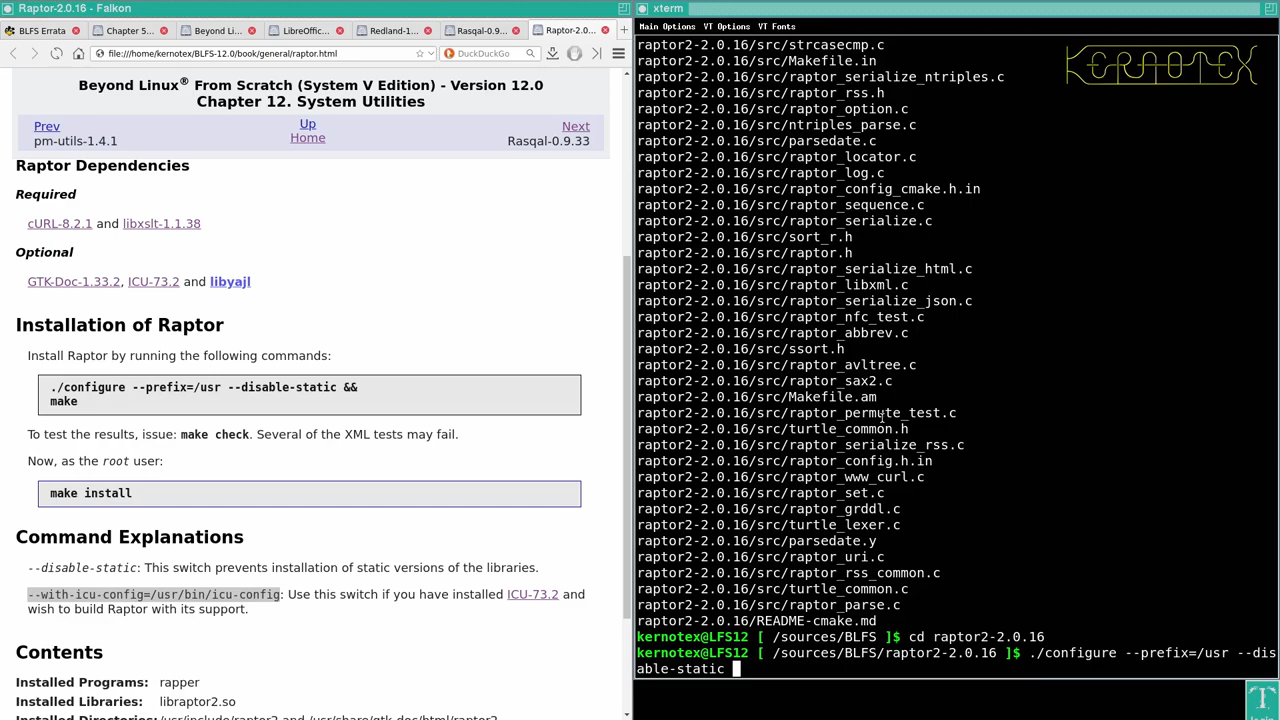 Raptor-2.0.16 - Falkon
BLFS Errata
Chapter 5...
Beyond Li...
LibreOffic...
Redland-1...
Rasqal-0.9...
Raptor-2.0...
file:///home/kernotex/BLFS-12.0/book/general/raptor.html
DuckDuckGo
Beyond Linux® From Scratch (System V Edition) - Version 12.0
Chapter 12. System Utilities
Prev
Up
Next
pm-utils-1.4.1
Home
Rasqal-0.9.33
Raptor Dependencies
Required
cURL-8.2.1 and libxslt-1.1.38
Optional
GTK-Doc-1.33.2, ICU-73.2 and libyajl
Installation of Raptor
Install Raptor by running the following commands:
./configure --prefix=/usr --disable-static &&
make
To test the results, issue: make check. Several of the XML tests may fail.
Now, as the root user:
make install
Command Explanations
--disable-static: This switch prevents installation of static versions of the libraries.
--with-icu-config=/usr/bin/icu-config: Use this switch if you have installed ICU-73.2 and
wish to build Raptor with its support.
Contents
Installed Programs: rapper
Installed Libraries: libraptor2.so
Installed Directories: /usr/include/raptor2 and /usr/share/gtk-doc/html/raptor2
xterm
Main Options VT Options VT Fonts
KERNOTEX
raptor2-2.0.16/src/strcasecmp.c
raptor2-2.0.16/src/Makefile.in
raptor2-2.0.16/src/raptor_serialize_ntriples.c
raptor2-2.0.16/src/raptor_rss.h
raptor2-2.0.16/src/raptor_option.c
raptor2-2.0.16/src/ntriples_parse.c
raptor2-2.0.16/src/parsedate.c
raptor2-2.0.16/src/raptor_locator.c
raptor2-2.0.16/src/raptor_log.c
raptor2-2.0.16/src/raptor_config_cmake.h.in
raptor2-2.0.16/src/raptor_sequence.c
raptor2-2.0.16/src/raptor_serialize.c
raptor2-2.0.16/src/sort_r.h
raptor2-2.0.16/src/raptor.h
raptor2-2.0.16/src/raptor_serialize_html.c
raptor2-2.0.16/src/raptor_libxml.c
raptor2-2.0.16/src/raptor_serialize_json.c
raptor2-2.0.16/src/raptor_nfc_test.c
raptor2-2.0.16/src/raptor_abbrev.c
raptor2-2.0.16/src/ssort.h
raptor2-2.0.16/src/raptor_avltree.c
raptor2-2.0.16/src/raptor_sax2.c
raptor2-2.0.16/src/Makefile.am
raptor2-2.0.16/src/raptor_permute_test.c
raptor2-2.0.16/src/turtle_common.h
raptor2-2.0.16/src/raptor_serialize_rss.c
raptor2-2.0.16/src/raptor_config.h.in
raptor2-2.0.16/src/raptor_www_curl.c
raptor2-2.0.16/src/raptor_set.c
raptor2-2.0.16/src/raptor_grddl.c
raptor2-2.0.16/src/turtle_lexer.c
raptor2-2.0.16/src/parsedate.y
raptor2-2.0.16/src/raptor_uri.c
raptor2-2.0.16/src/raptor_rss_common.c
raptor2-2.0.16/src/turtle_common.c
raptor2-2.0.16/src/raptor_parse.c
raptor2-2.0.16/README-cmake.md
kernotex@LFS12 [ /sources/BLFS ]$ cd raptor2-2.0.16
kernotex@LFS12 [ /sources/BLFS/raptor2-2.0.16 ]$ ./configure --prefix=/usr --dis
able-static